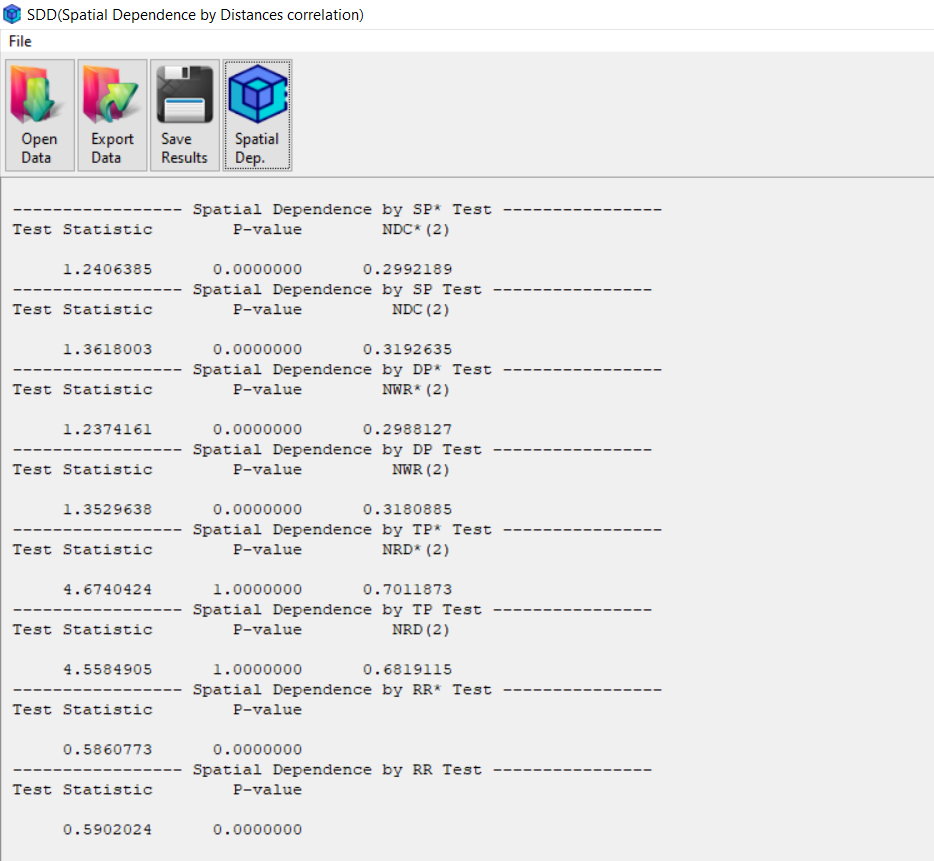 SDD(Spatial Dependence by Distances correlation)
File
Open Data
Export Data
Save Results
Spatial Dep.
----------------- Spatial Dependence by SP* Test ----------------
Test Statistic P-value NDC*(2)
1.2406385 0.0000000 0.2992189
----------------- Spatial Dependence by SP Test ----------------
Test Statistic P-value NDC(2)
1.3618003 0.0000000 0.3192635
----------------- Spatial Dependence by DP* Test ----------------
Test Statistic P-value NWR*(2)
1.2374161 0.0000000 0.2988127
----------------- Spatial Dependence by DP Test ----------------
Test Statistic P-value NWR(2)
1.3529638 0.0000000 0.3180885
----------------- Spatial Dependence by TP* Test ----------------
Test Statistic P-value NRD*(2)
4.6740424 1.0000000 0.7011873
----------------- Spatial Dependence by TP Test ----------------
Test Statistic P-value NRD(2)
4.5584905 1.0000000 0.6819115
----------------- Spatial Dependence by RR* Test ----------------
Test Statistic P-value
0.5860773 0.0000000
----------------- Spatial Dependence by RR Test ----------------
Test Statistic P-value
0.5902024 0.0000000